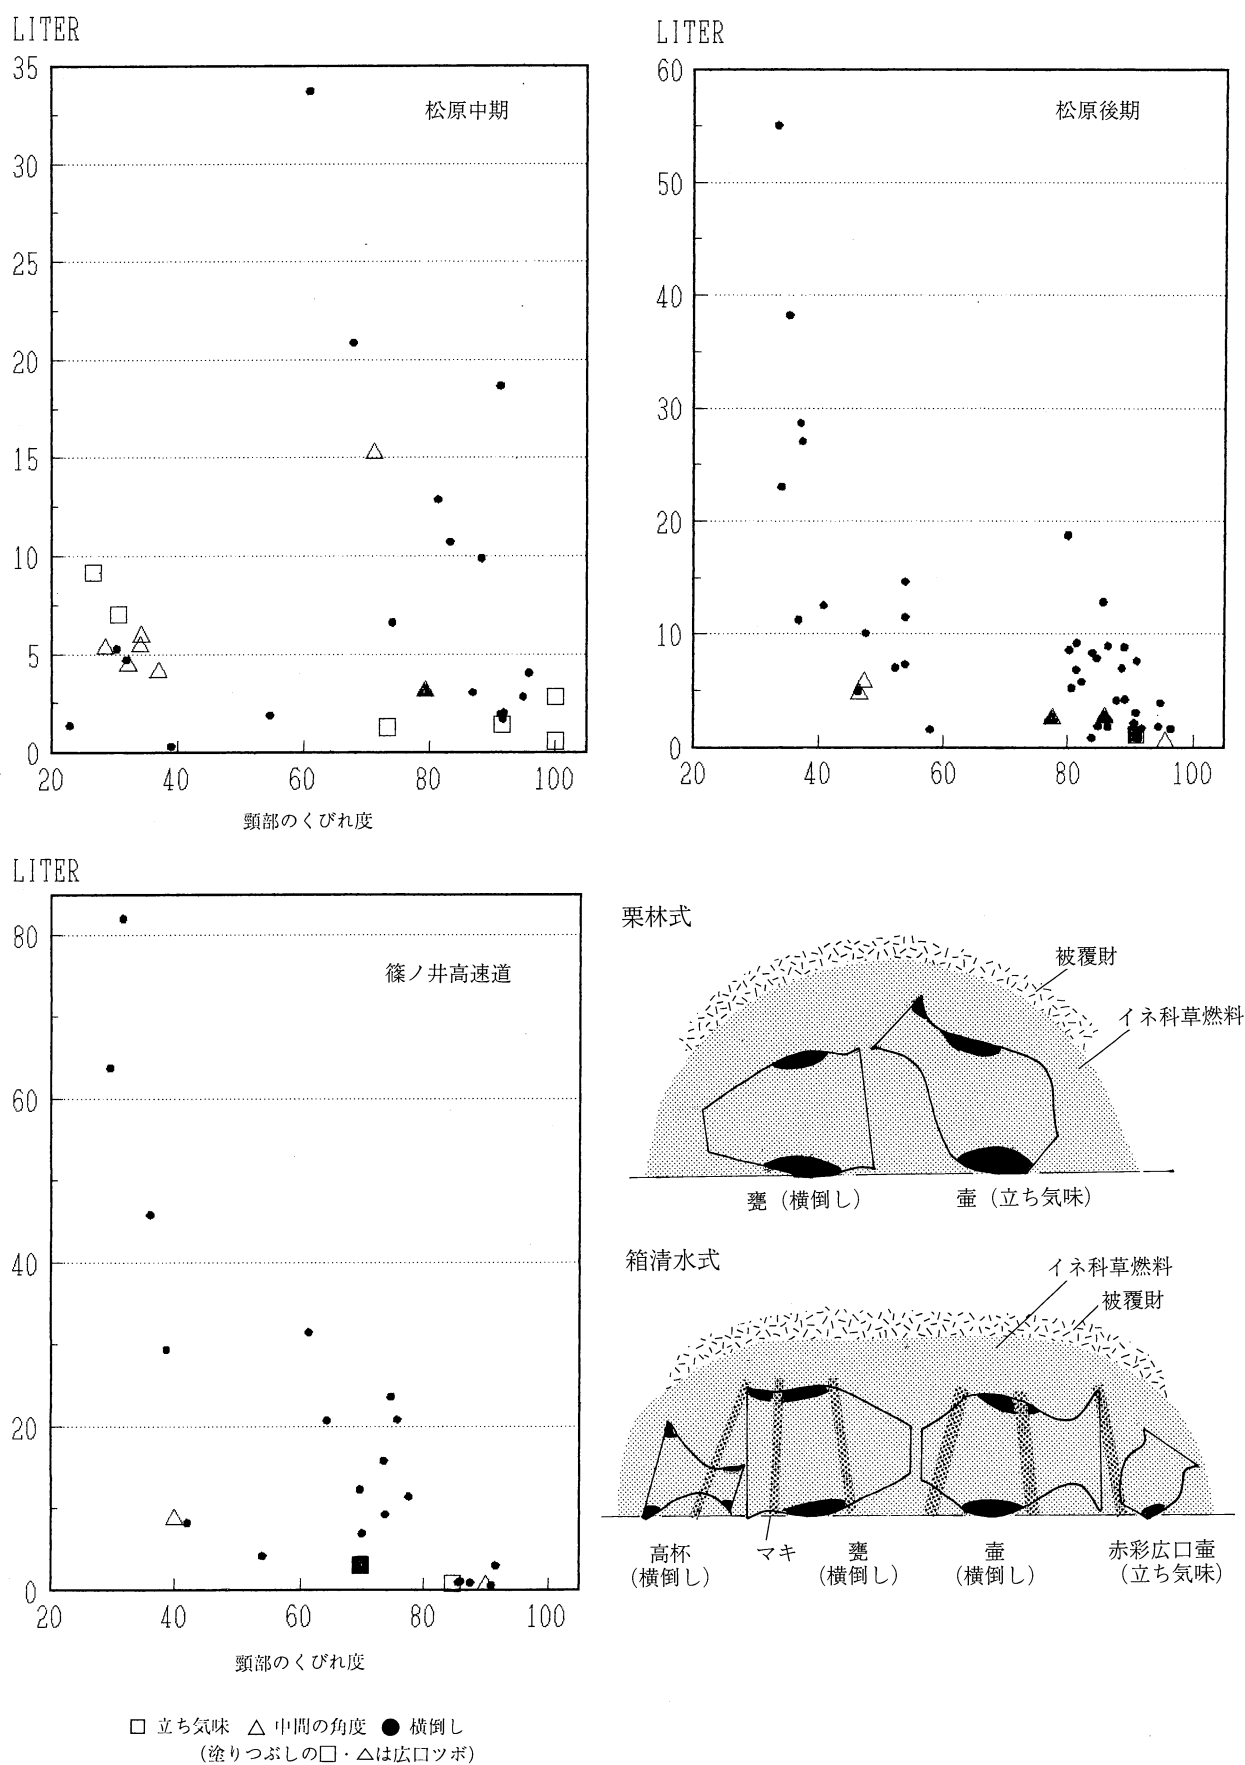 LITER
35
30
25
20
15
10
5
0
20 40 60 80 100
松原中期
頸部のくびれ度
LITER
60
50
40
30
20
10
0
20 40 60 80 100
松原後期
LITER
80
60
40
20
0
20 40 60 80 100
篠ノ井高速道
頸部のくびれ度
□ 立ち気味 △ 中間の角度 ● 横倒し
(塗りつぶしの□・△は広口ツボ)
栗林式
被覆財
イネ科草燃料
甕(横倒し) 壷(立ち気味)
箱清水式
イネ科草燃料
被覆財
高杯 マキ 甕 壷 赤彩広口壷
(横倒し) (横倒し) (横倒し) (立ち気味)